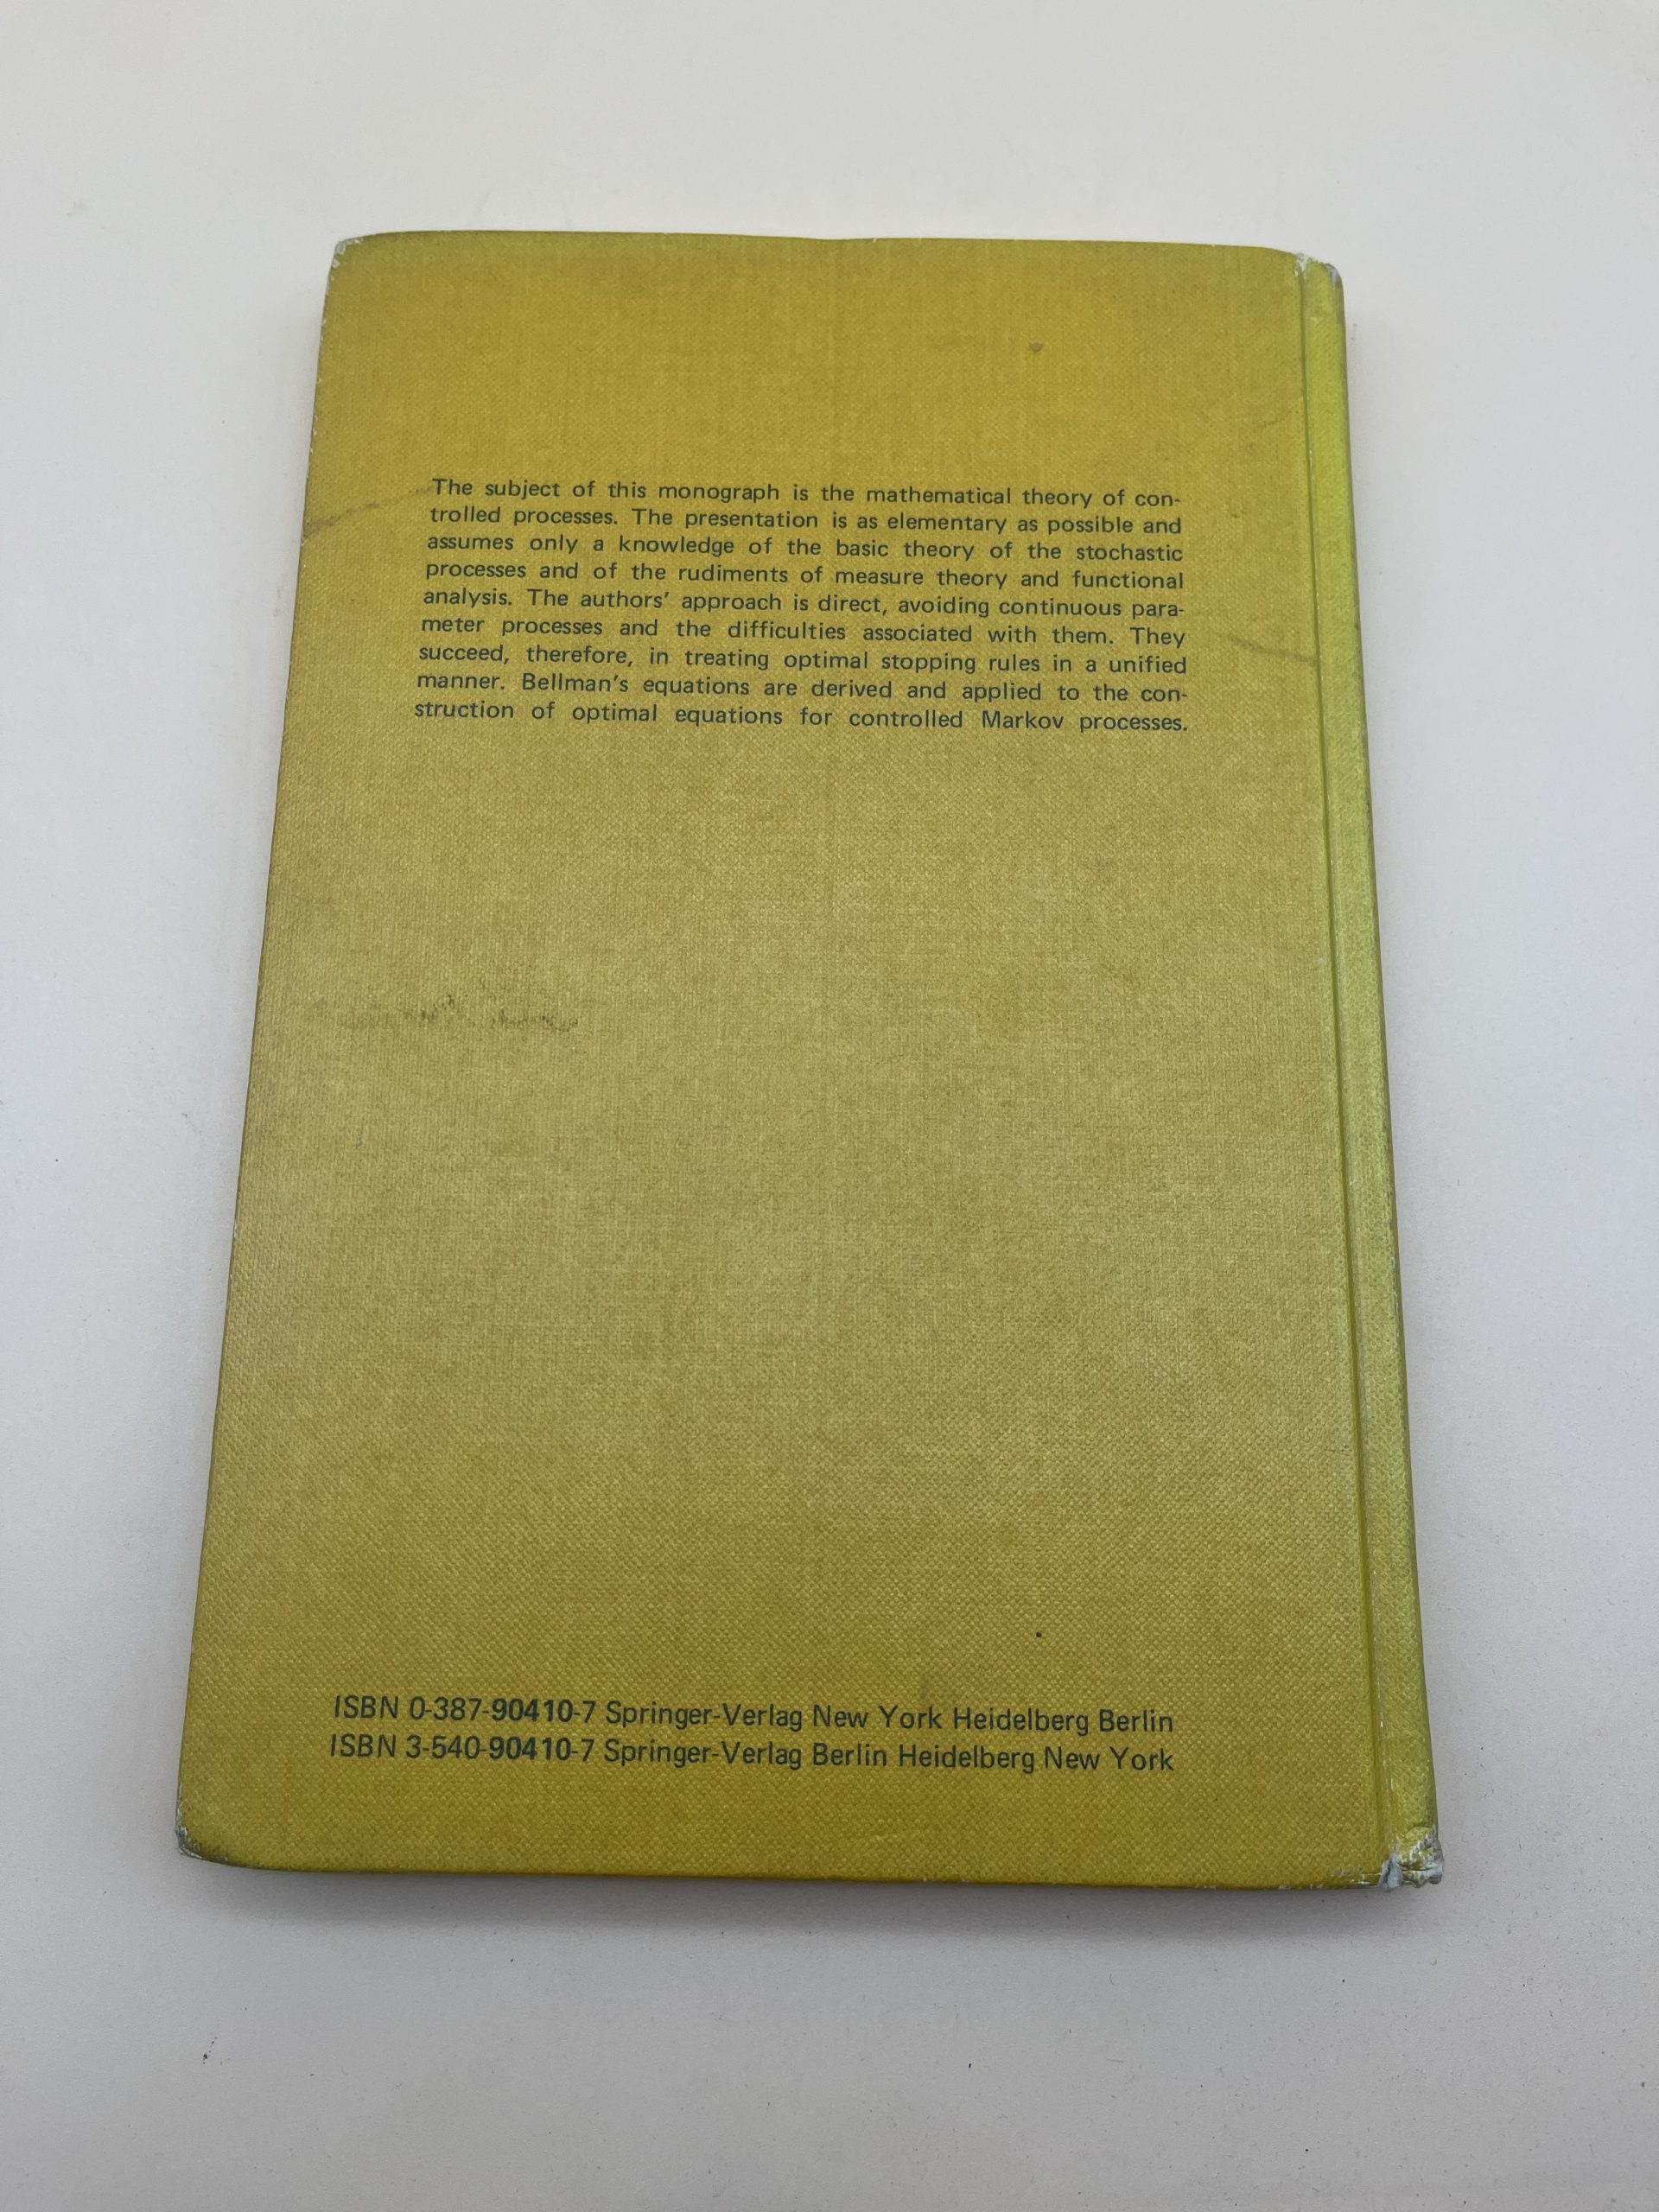 The subject of this monograph is the mathematical theory of con-
trolled processes. The presentation is as elementary as possible and
assumes only a knowledge of the basic theory of the stochastic
processes and of the rudiments of measure theory and functional
analysis. The authors' approach is direct, avoiding continuous para-
meter processes and the difficulties associated with them. They
succeed, therefore, in treating optimal stopping rules in a unified
manner. Bellman's equations are derived and applied to the con-
struction of optimal equations for controlled Markov processes.
ISBN 0-387-90410-7 Springer-Verlag New York Heidelberg Berlin
ISBN 3-540-90410-7 Springer-Verlag Berlin Heidelberg New York